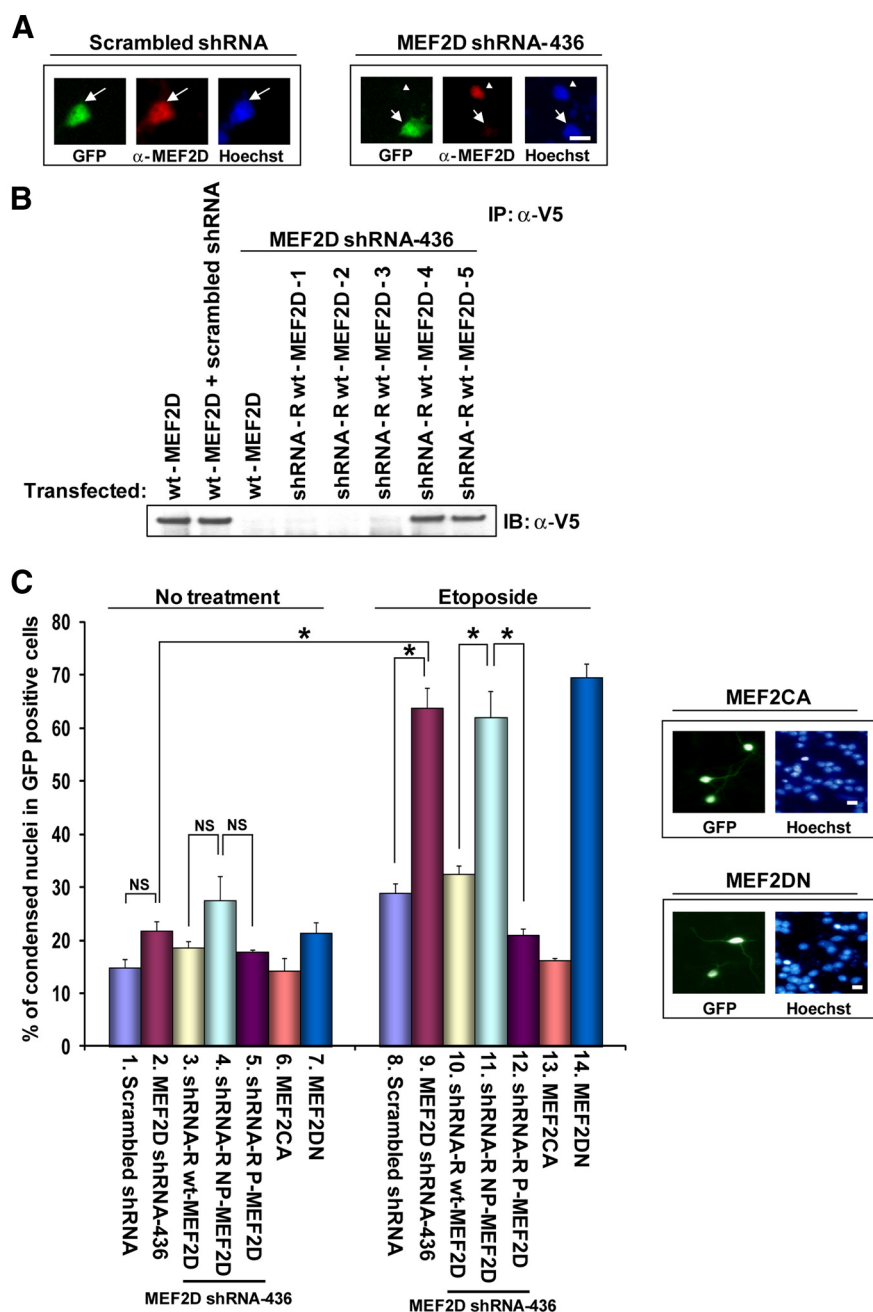 A
Scrambled shRNA
MEF2D shRNA-436
GFP
α-MEF2D
Hoechst
GFP
α-MEF2D
Hoechst
B
IP: α-V5
MEF2D shRNA-436
Transfected:
wt-MEF2D
wt-MEF2D + scrambled shRNA
wt-MEF2D
shRNA-R wt-MEF2D-1
shRNA-R wt-MEF2D-2
shRNA-R wt-MEF2D-3
shRNA-R wt-MEF2D-4
shRNA-R wt-MEF2D-5
IB: α-V5
C
No treatment
Etoposide
% of condensed nuclei in GFP positive cells
80
70
60
50
40
30
20
10
0
NS
NS
NS
*
*
*
*
1. Scrambled shRNA
2. MEF2D shRNA-436
3. shRNA-R wt-MEF2D
4. shRNA-R NP-MEF2D
5. shRNA-R P-MEF2D
6. MEF2CA
7. MEF2DN
8. Scrambled shRNA
9. MEF2D shRNA-436
10. shRNA-R wt-MEF2D
11. shRNA-R NP-MEF2D
12. shRNA-R P-MEF2D
13. MEF2CA
14. MEF2DN
MEF2D shRNA-436
MEF2D shRNA-436
MEF2CA
GFP
Hoechst
MEF2DN
GFP
Hoechst